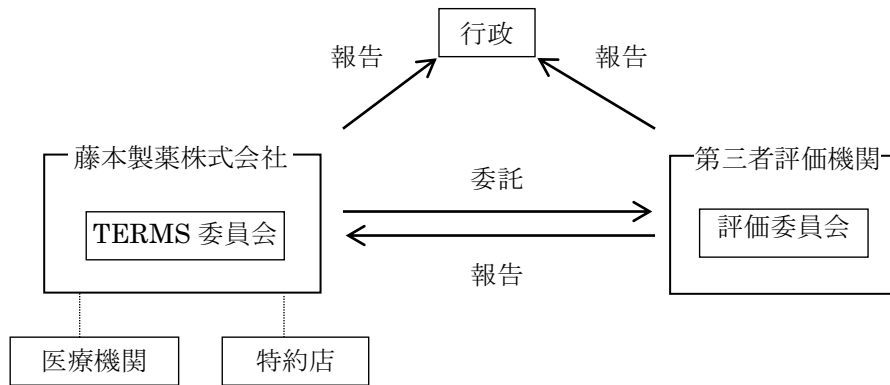 行政
報告
報告
藤本製薬株式会社
第三者評価機関
委託
TERMS 委員会
評価委員会
報告
医療機関
特約店